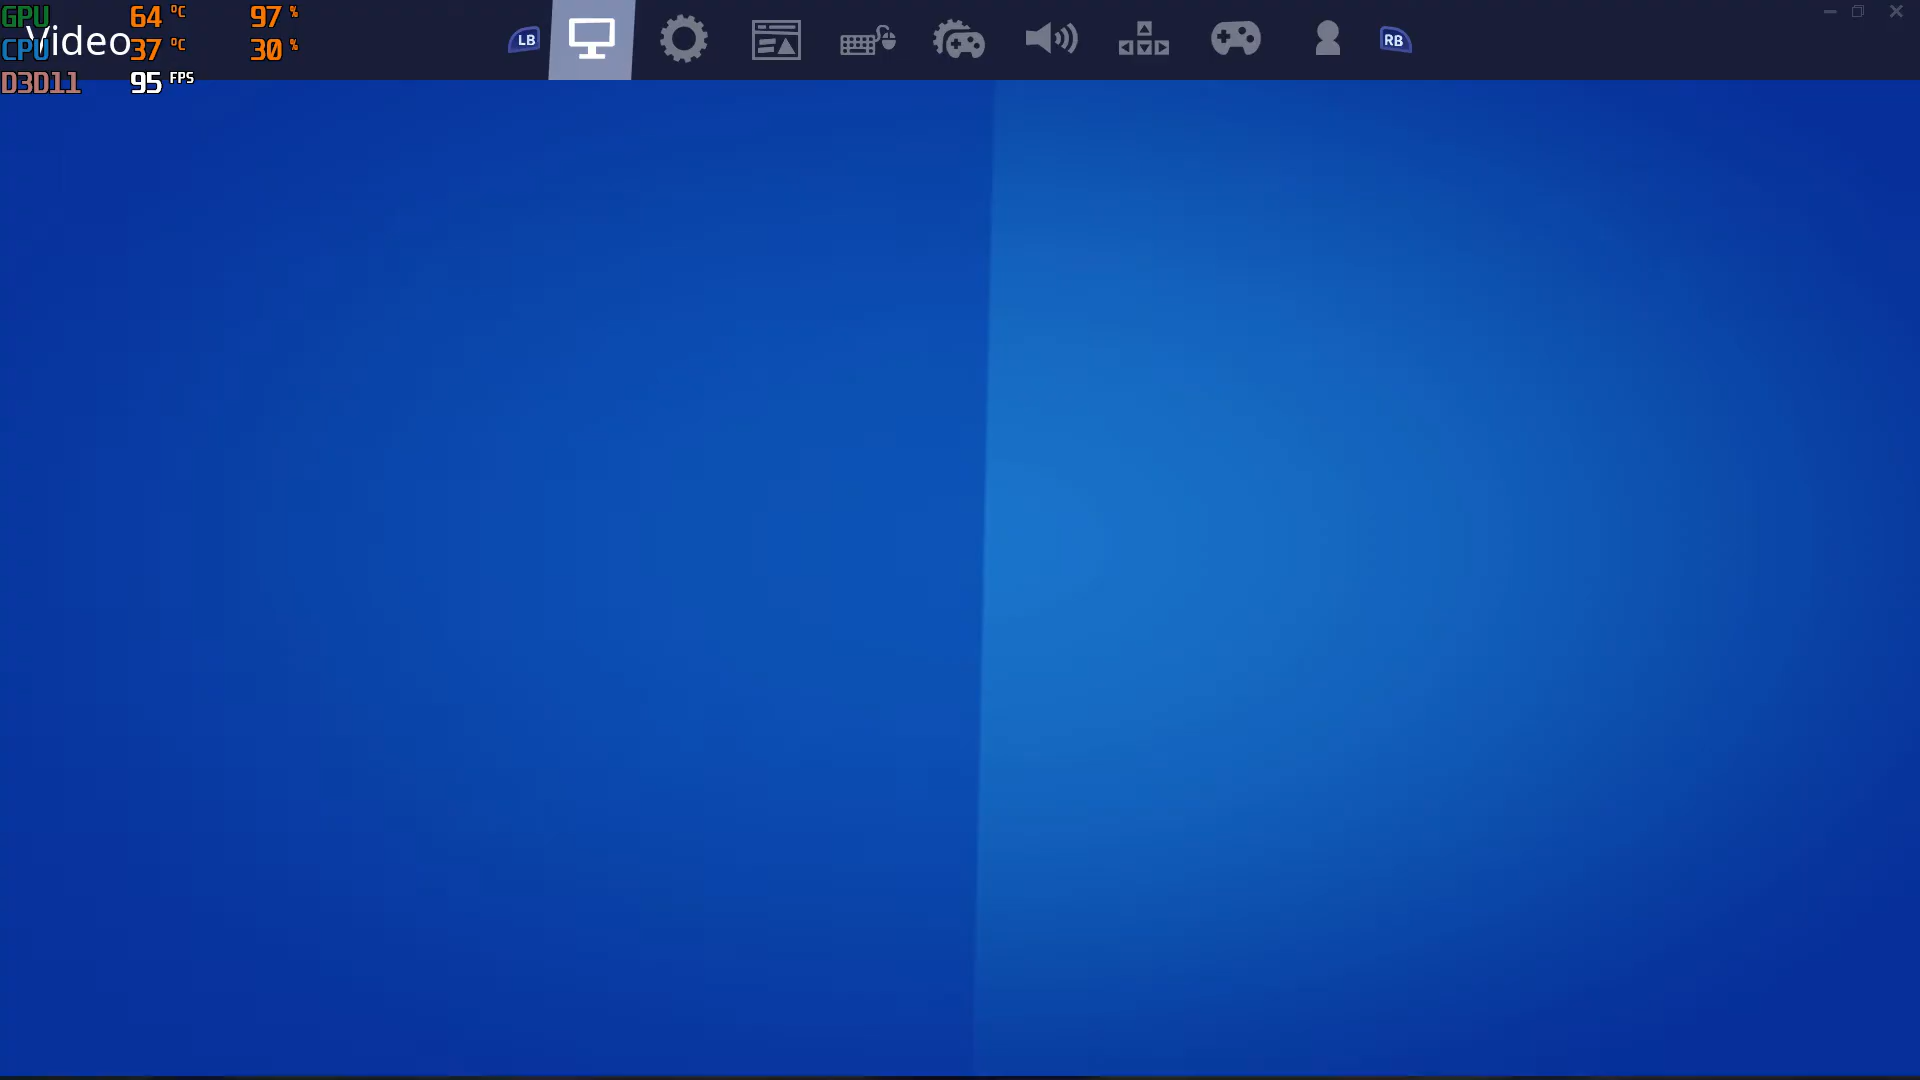 GPU 64 °C 97 %
Video
CPU 37 °C 30 %
D3D11 95 FPS
LB
RB